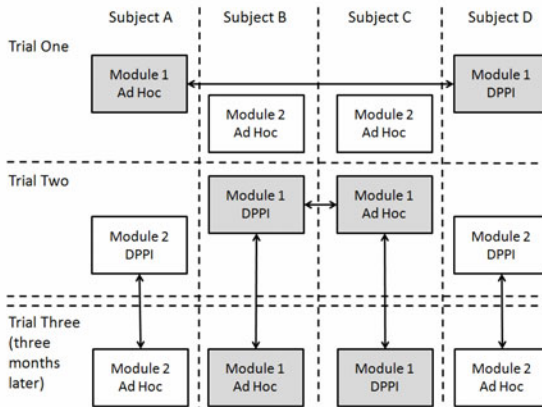 Subject A
Subject B
Subject C
Subject D
Trial One
Module 1
Ad Hoc
Module 1
DPPI
Module 2
Ad Hoc
Module 2
Ad Hoc
Trial Two
Module 1
DPPI
Module 1
Ad Hoc
Module 2
DPPI
Module 2
DPPI
Trial Three
(three
months
later)
Module 2
Ad Hoc
Module 1
Ad Hoc
Module 1
DPPI
Module 2
Ad Hoc